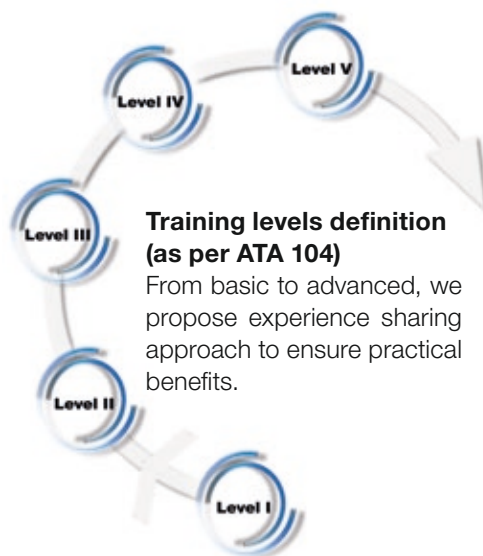 Level V
Level IV
Level III
Training levels definition
(as per ATA 104)
From basic to advanced, we
propose experience sharing
approach to ensure practical
benefits.
Level II
Level I